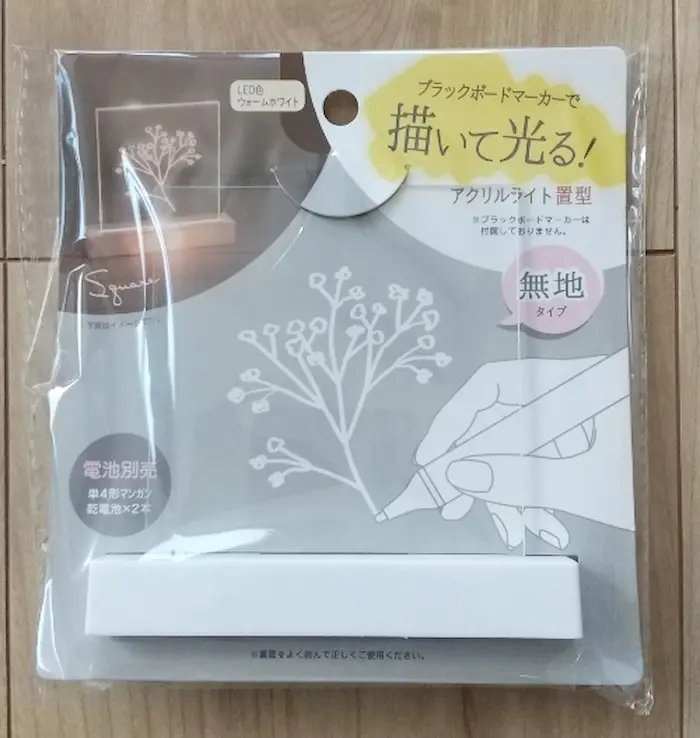 LED色
ウォームホワイト
ブラックボードマーカーで
描いて光る!
アクリルライト置型
※ブラックボードマーカーは
付属しておりません。
Square
無地
タイプ
電池別売
単4形マンガン
乾電池×2本
※裏面をよく読んで正しくご使用ください。